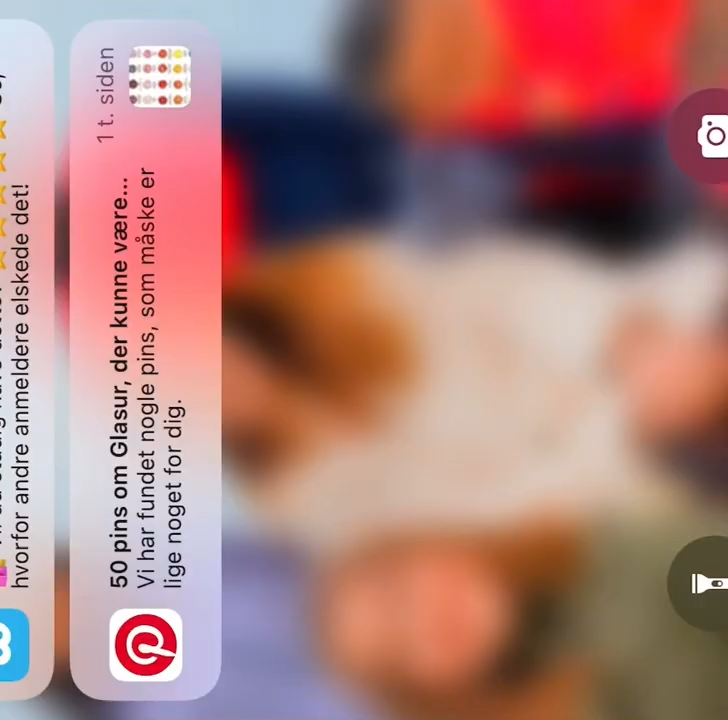 hvorfor andre anmeldere elskede det!
50 pins om Glasur, der kunne være...
1 t. siden
Vi har fundet nogle pins, som måske er
lige noget for dig.